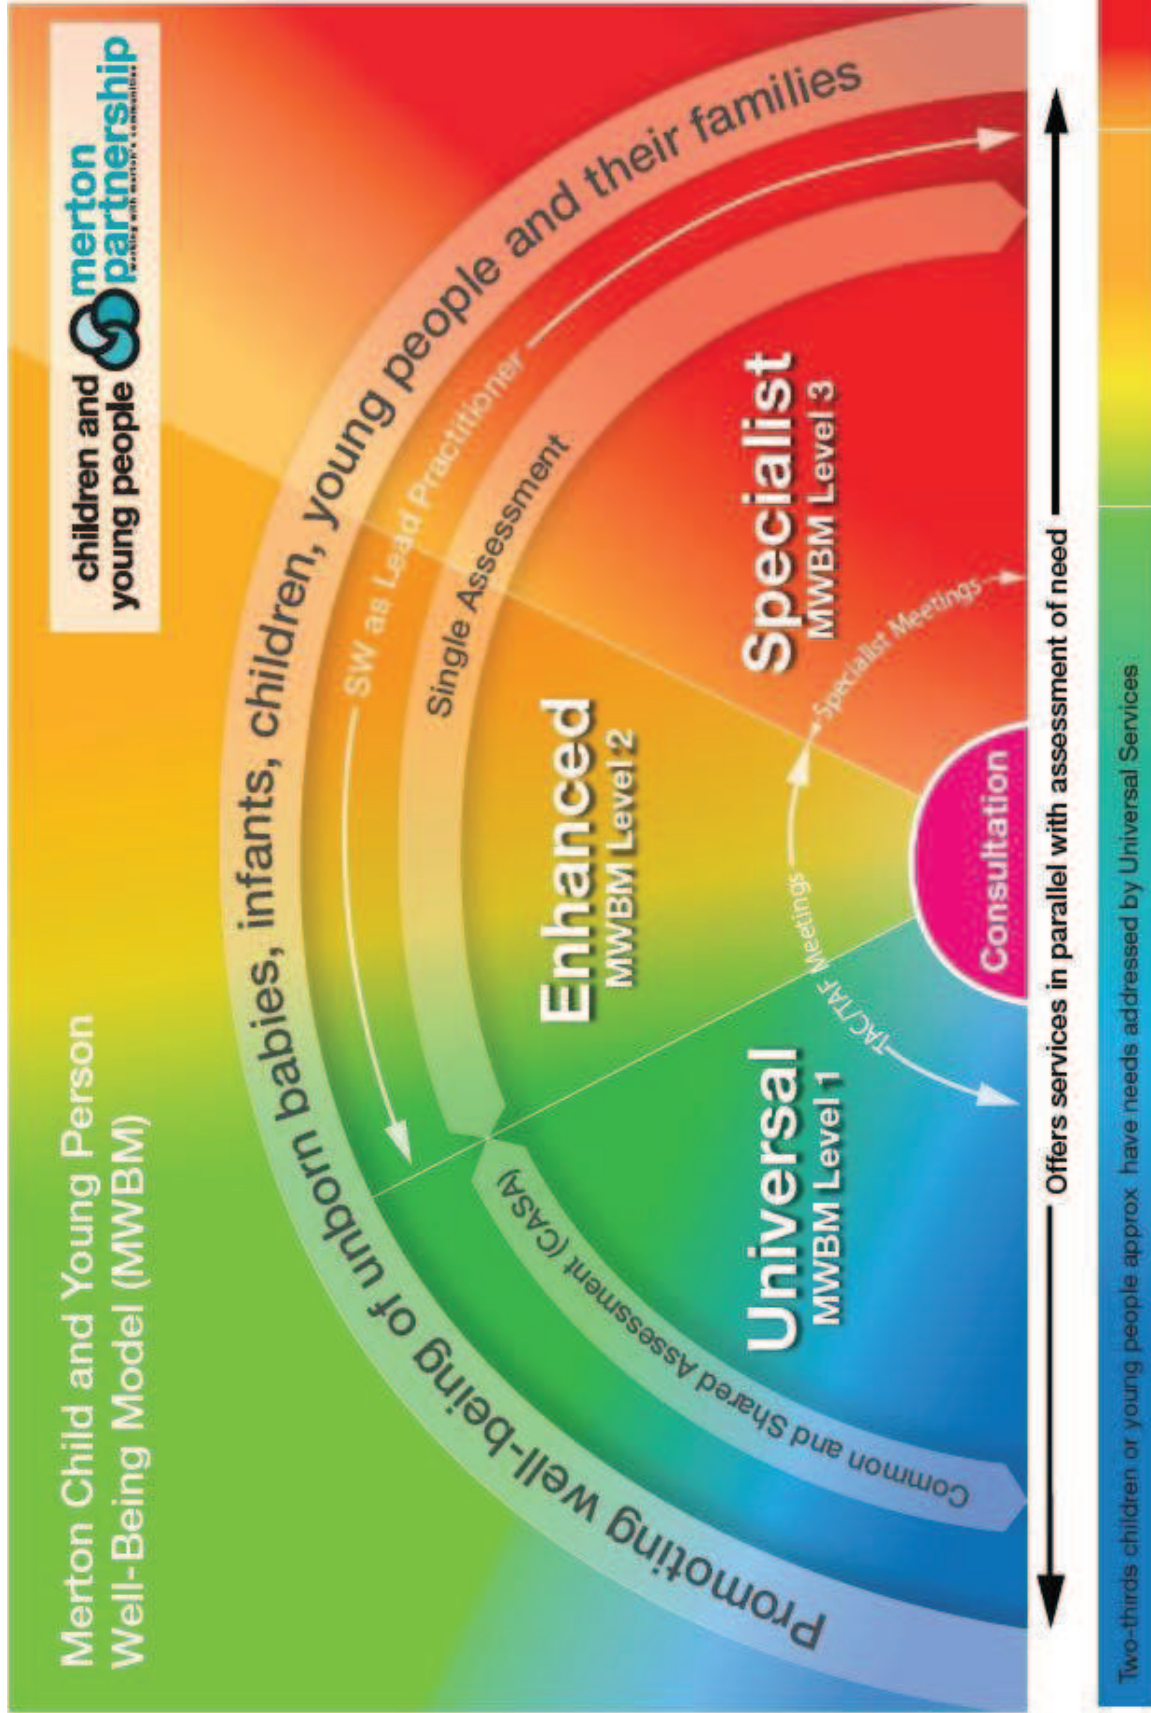 Merton Child and Young Person
Well-Being Model (MWBM)
children and
young people
merton
partnership
working with merton's communities
Promoting well-being of unborn babies, infants, children, young people and their families
SW as Lead Practitioner
Single Assessment
Common and Shared Assessment (CASA)
Enhanced
MWBM Level 2
Universal
MWBM Level 1
Specialist
MWBM Level 3
TAC/TAF Meetings
Specialist Meetings
Consultation
Offers services in parallel with assessment of need
Two-thirds children or young people approx have needs addressed by Universal Services